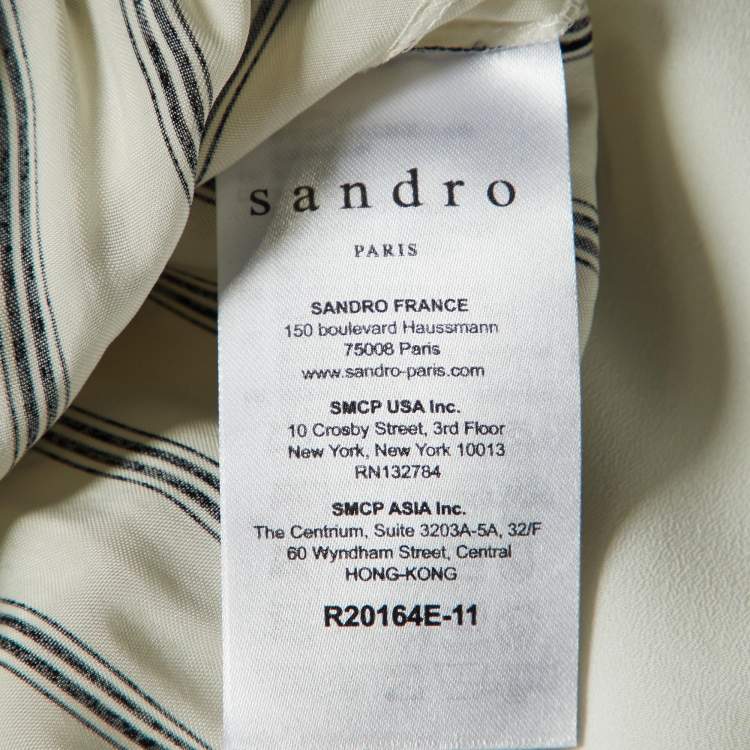 sandro
PARIS
SANDRO FRANCE
150 boulevard Haussmann
75008 Paris
www.sandro-paris.com
SMCP USA Inc.
10 Crosby Street, 3rd Floor
New York, New York 10013
RN132784
SMCP ASIA Inc.
The Centrium, Suite 3203A-5A, 32/F
60 Wyndham Street, Central
HONG-KONG
R20164E-11